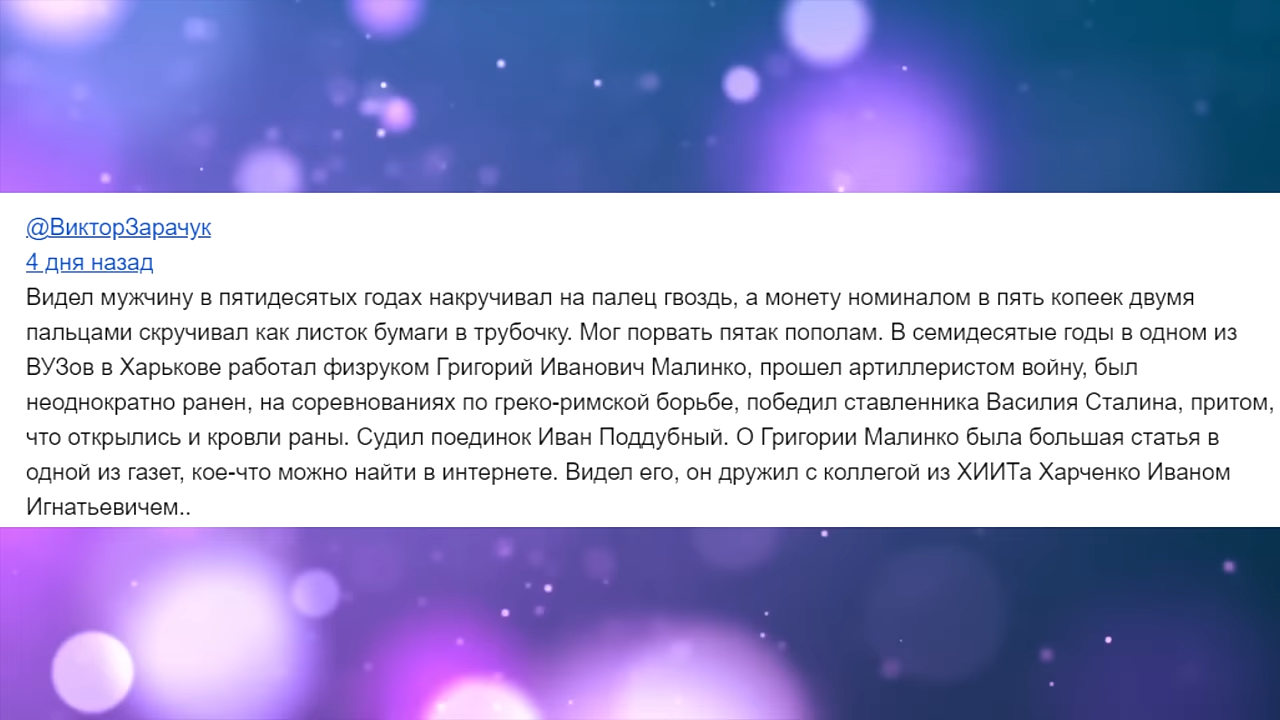 @ВикторЗарачук
4 дня назад
Видел мужчину в пятидесятых годах накручивал на палец гвоздь, а монету номиналом в пять копеек двумя
пальцами скручивал как листок бумаги в трубочку. Мог порвать пятак пополам. В семидесятые годы в одном из
ВУЗов в Харькове работал физруком Григорий Иванович Малинко, прошел артиллеристом войну, был
неоднократно ранен, на соревнованиях по греко-римской борьбе, победил ставленника Василия Сталина, притом,
что открылись и кровли раны. Судил поединок Иван Поддубный. О Григории Малинко была большая статья в
одной из газет, кое-что можно найти в интернете. Видел его, он дружил с коллегой из ХИИТа Харченко Иваном
Игнатьевичем..